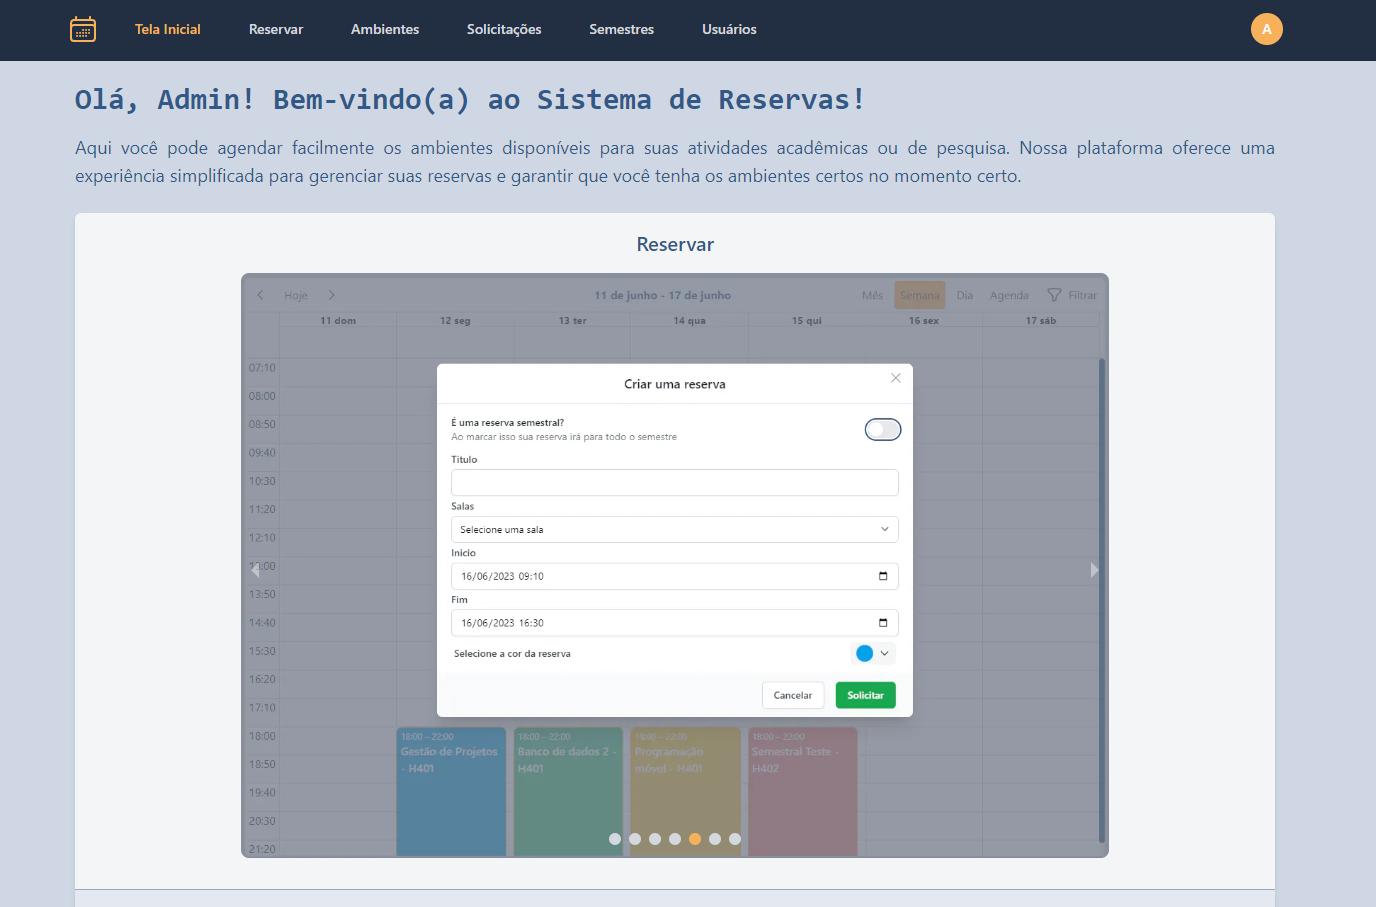 Tela Inicial Reservar Ambientes Solicitações Semestres Usuários A
Olá, Admin! Bem-vindo(a) ao Sistema de Reservas!
Aqui você pode agendar facilmente os ambientes disponíveis para suas atividades acadêmicas ou de pesquisa. Nossa plataforma oferece uma
experiência simplificada para gerenciar suas reservas e garantir que você tenha os ambientes certos no momento certo.
Reservar
Hoje 11 de junho - 17 de junho Mês Semana Dia Agenda Filtrar
11 dom 12 seg 13 ter 14 qua 15 qui 16 sex 17 sáb
07:10
08:00
08:50
09:40
10:30
11:20
12:10
13:00
13:50
14:40
15:30
16:20
17:10
18:00
18:50
19:40
20:30
21:20
Criar uma reserva
É uma reserva semestral?
Ao marcar isso sua reserva irá para todo o semestre
Titulo
Salas
Selecione uma sala
Inicio
16/06/2023 09:10
Fim
16/06/2023 16:30
Selecione a cor da reserva
Cancelar Solicitar
18:00 – 22:00
Gestão de Projetos
- H401
18:00 – 22:00
Banco de dados 2 -
H401
18:00 – 22:00
Programação
móvel - H401
18:00 – 22:00
Semestral Teste -
H402